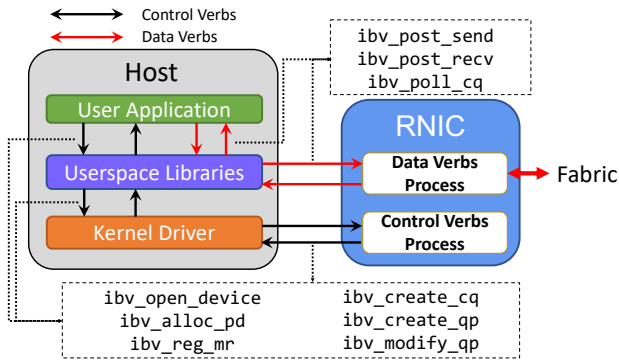 Control Verbs
Data Verbs
ibv_post_send
ibv_post_recv
ibv_poll_cq
Host
User Application
Userspace Libraries
Kernel Driver
RNIC
Data Verbs
Process
Control Verbs
Process
Fabric
ibv_open_device
ibv_alloc_pd
ibv_reg_mr
ibv_create_cq
ibv_create_qp
ibv_modify_qp